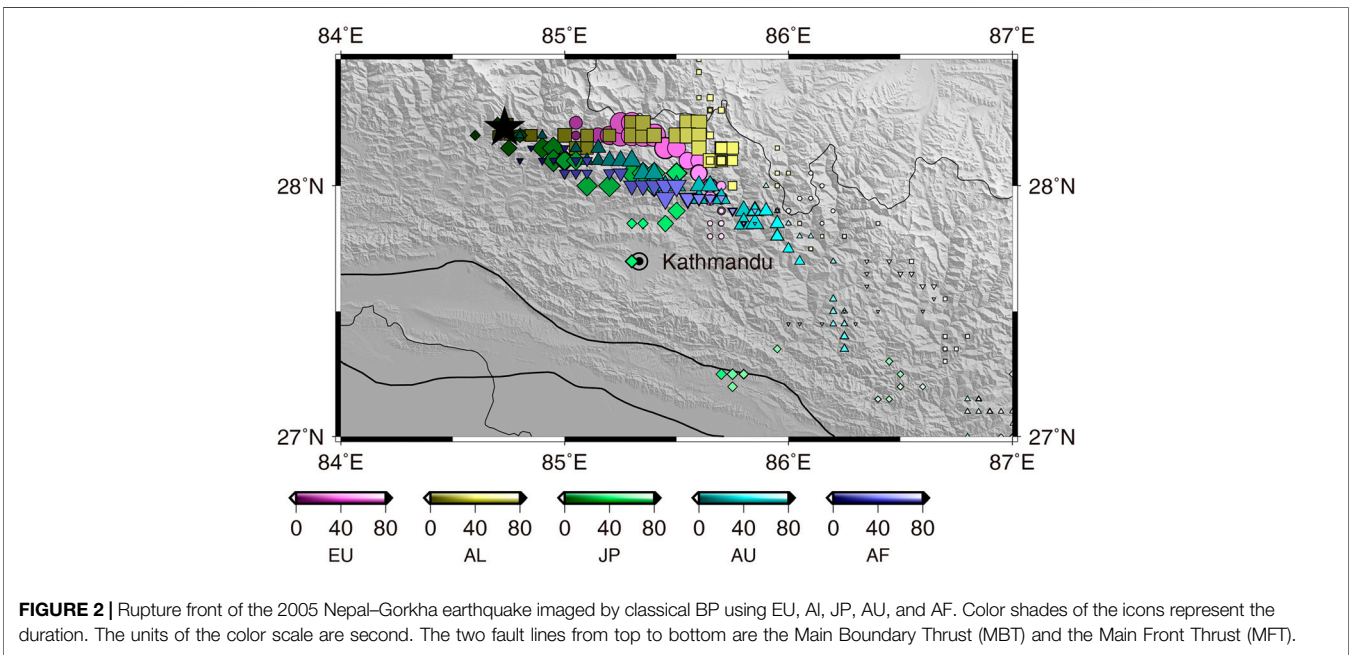 84˚E 85˚E 86˚E 87˚E
28˚N 28˚N
Kathmandu
27˚N 27˚N
84˚E 85˚E 86˚E 87˚E
0 40 80 0 40 80 0 40 80 0 40 80 0 40 80
EU AL JP AU AF
FIGURE 2 | Rupture front of the 2005 Nepal–Gorkha earthquake imaged by classical BP using EU, Al, JP, AU, and AF. Color shades of the icons represent the
duration. The units of the color scale are second. The two fault lines from top to bottom are the Main Boundary Thrust (MBT) and the Main Front Thrust (MFT).